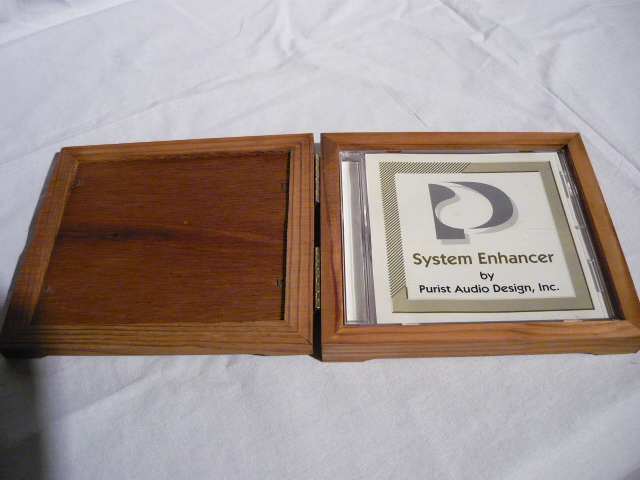 System Enhancer
by
Purist Audio Design, Inc.